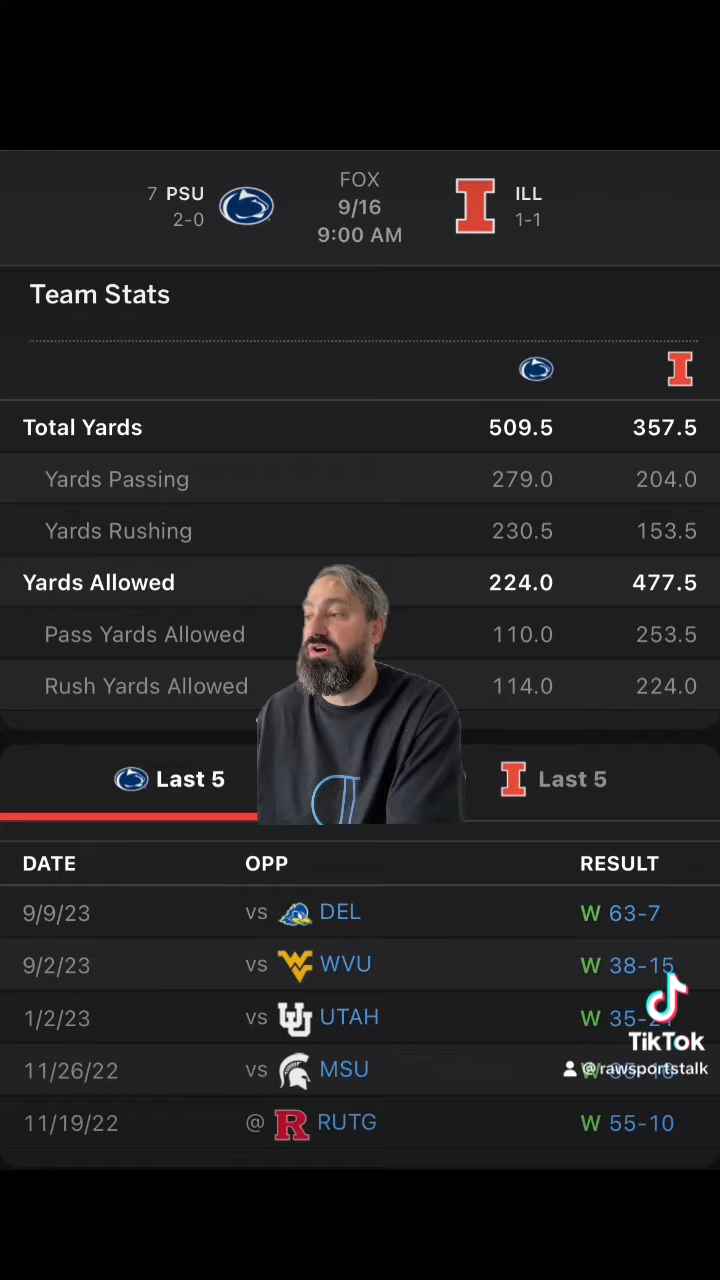 7 PSU
2-0
FOX
9/16
9:00 AM
ILL
1-1
Team Stats
Total Yards 509.5 357.5
Yards Passing 279.0 204.0
Yards Rushing 230.5 153.5
Yards Allowed 224.0 477.5
Pass Yards Allowed 110.0 253.5
Rush Yards Allowed 114.0 224.0
Last 5 Last 5
DATE OPP RESULT
9/9/23 vs DEL W 63-7
9/2/23 vs WVU W 38-15
1/2/23 vs UTAH W
TikTok
11/26/22 vs MSU W
@rawsportstalk
11/19/22 @ RUTG W 55-10